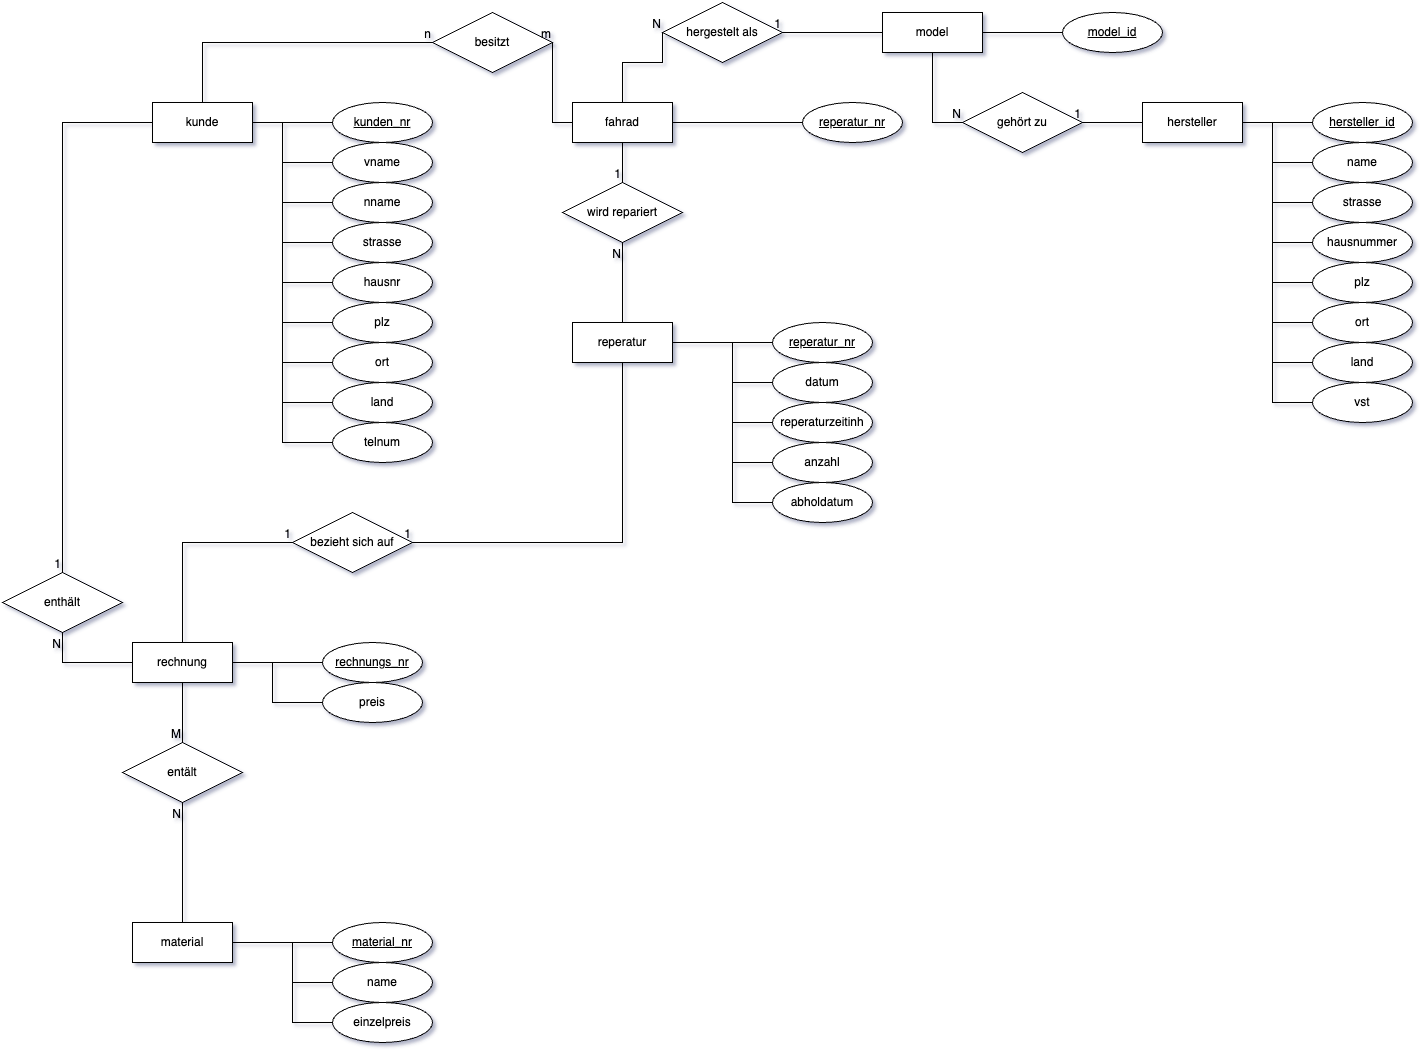 N
hergestelt als
1
model
model_id
n
besitzt
m
kunde
kunden_nr
vname
nname
strasse
hausnr
plz
ort
land
telnum
fahrad
reperatur_nr
N
gehört zu
1
hersteller
hersteller_id
name
strasse
hausnummer
plz
ort
land
vst
1
wird repariert
N
reperatur
reperatur_nr
datum
reperaturzeitinh
anzahl
abholdatum
1
bezieht sich auf
1
1
enthält
N
rechnung
rechnungs_nr
preis
M
entält
N
material
material_nr
name
einzelpreis